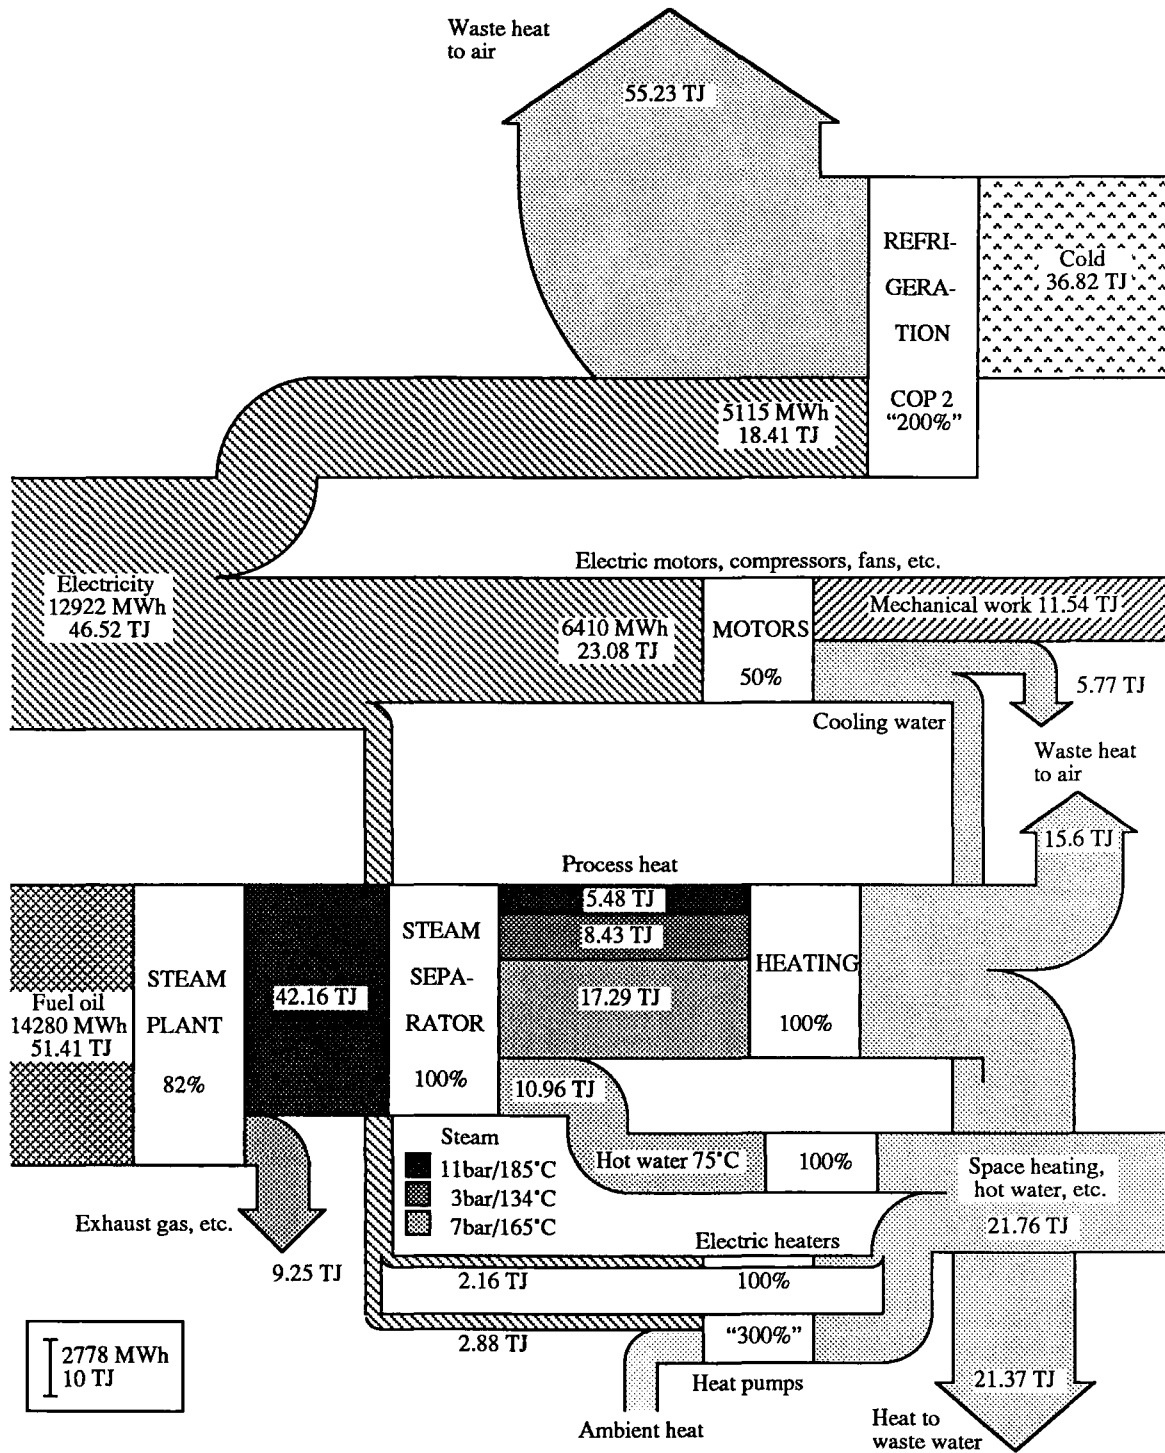 Waste heat
to air
55.23 TJ
REFRI-
GERA-
TION
COP 2
“200%”
Cold
36.82 TJ
5115 MWh
18.41 TJ
Electric motors, compressors, fans, etc.
Electricity
12922 MWh
46.52 TJ
6410 MWh
23.08 TJ
MOTORS
50%
Mechanical work 11.54 TJ
5.77 TJ
Cooling water
Waste heat
to air
15.6 TJ
Process heat
5.48 TJ
8.43 TJ
17.29 TJ
HEATING
100%
STEAM
SEPA-
RATOR
100%
42.16 TJ
STEAM
PLANT
82%
Fuel oil
14280 MWh
51.41 TJ
10.96 TJ
Hot water 75°C
100%
Space heating,
hot water, etc.
21.76 TJ
Steam
11bar/185°C
3bar/134°C
7bar/165°C
Exhaust gas, etc.
9.25 TJ
Electric heaters
2.16 TJ
100%
2.88 TJ
“300%”
Heat pumps
Ambient heat
21.37 TJ
Heat to
waste water
2778 MWh
10 TJ